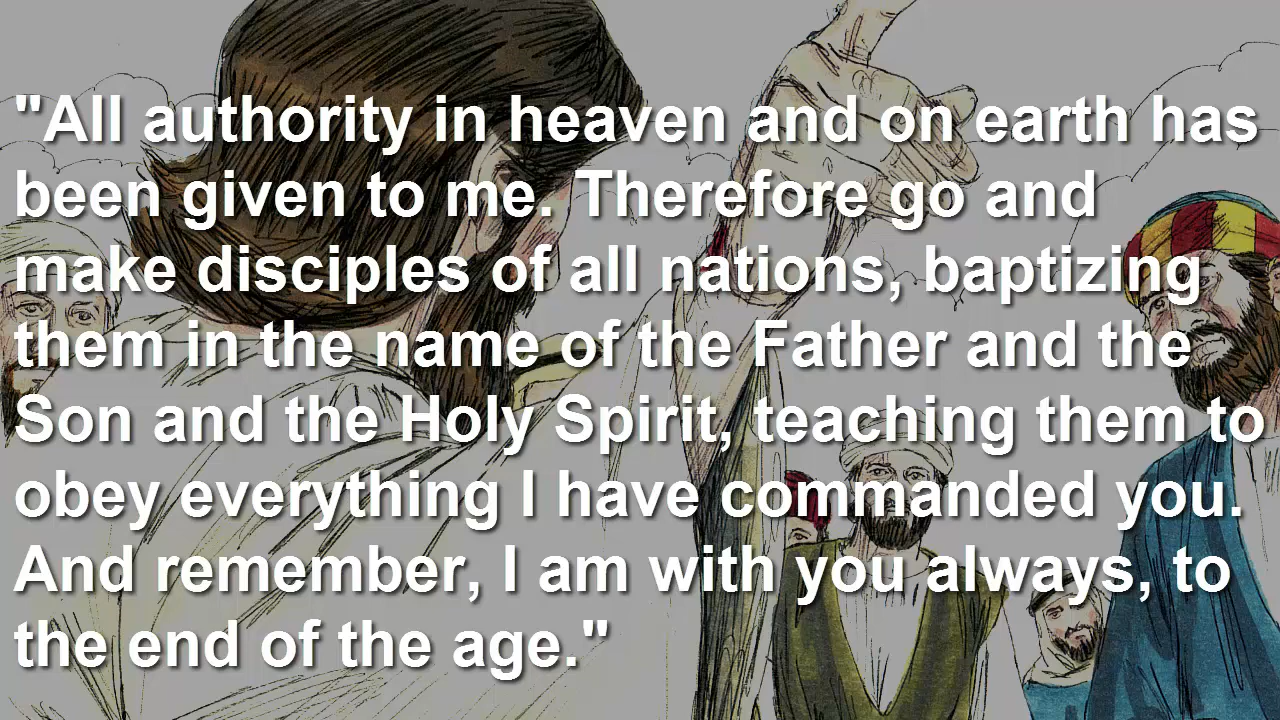 "All authority in heaven and on earth has
been given to me. Therefore go and
make disciples of all nations, baptizing
them in the name of the Father and the
Son and the Holy Spirit, teaching them to
obey everything I have commanded you.
And remember, I am with you always, to
the end of the age."